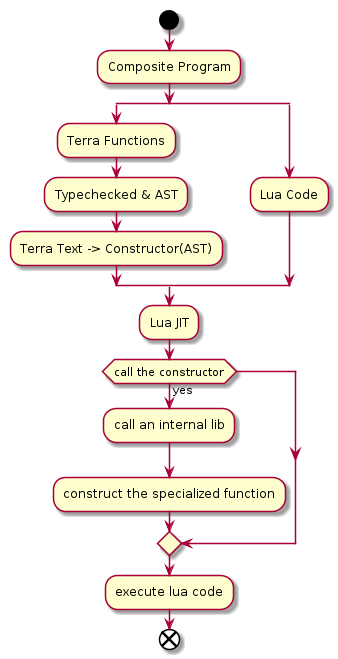 Composite Program
Terra Functions
Typechecked & AST
Lua Code
Terra Text -> Constructor(AST)
Lua JIT
call the constructor
yes
call an internal lib
construct the specialized function
execute lua code